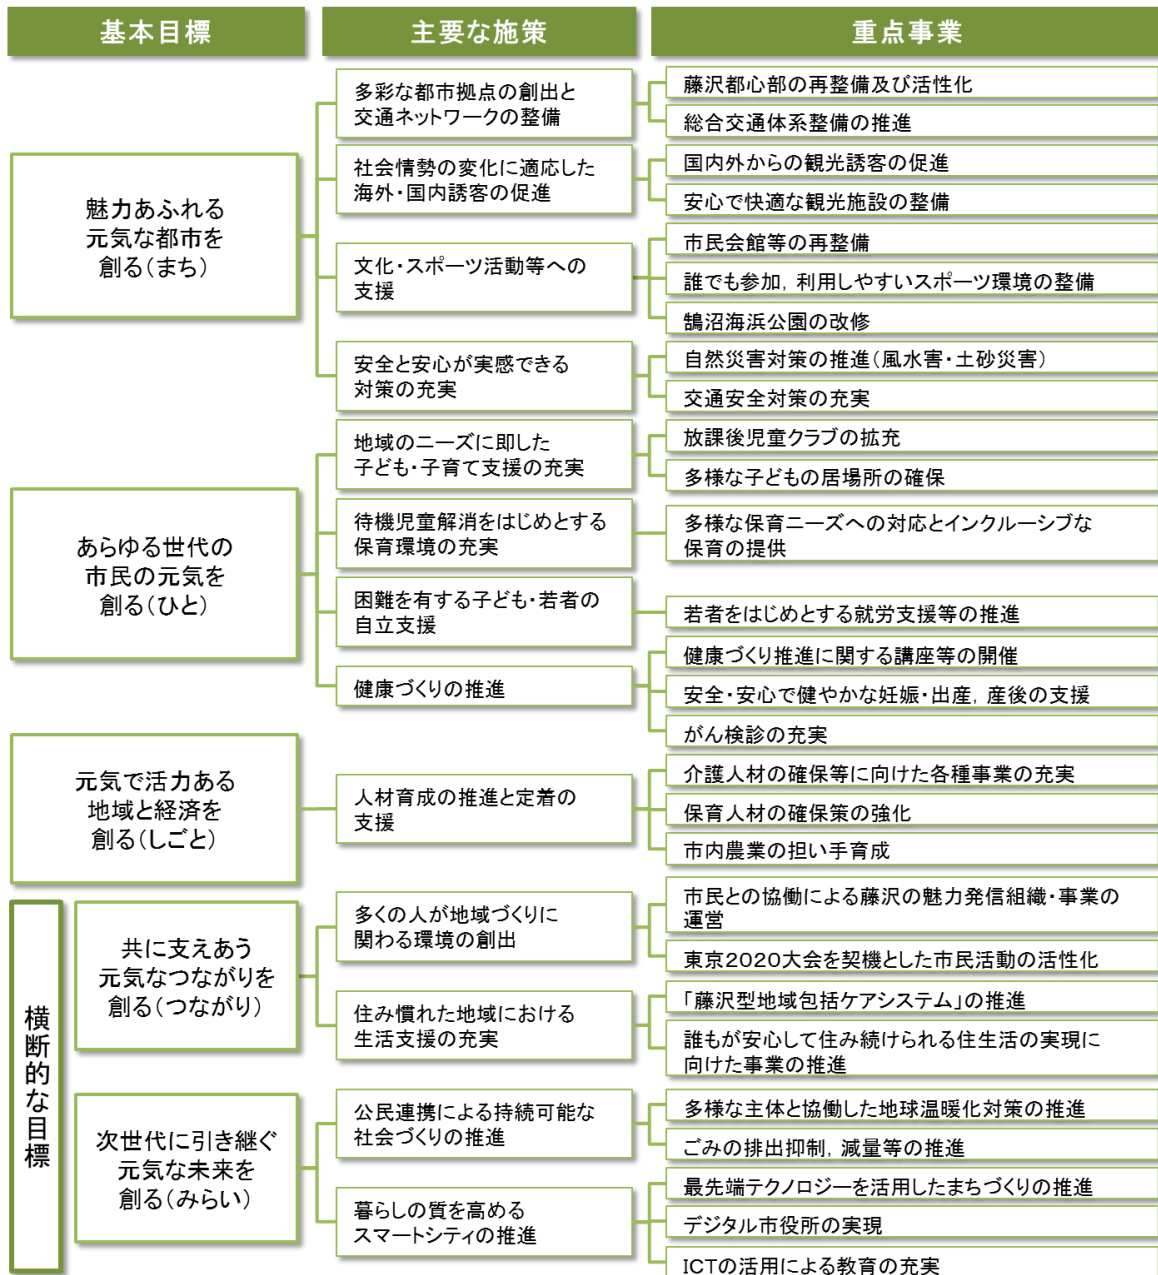 基本目標
主要な施策
重点事業
魅力あふれる
元気な都市を
創る(まち)
多彩な都市拠点の創出と
交通ネットワークの整備
藤沢都心部の再整備及び活性化
総合交通体系整備の推進
社会情勢の変化に適応した
海外・国内誘客の促進
国内外からの観光誘客の促進
安心で快適な観光施設の整備
文化・スポーツ活動等への
支援
市民会館等の再整備
誰でも参加,利用しやすいスポーツ環境の整備
鵠沼海浜公園の改修
安全と安心が実感できる
対策の充実
自然災害対策の推進(風水害・土砂災害)
交通安全対策の充実
あらゆる世代の
市民の元気を
創る(ひと)
地域のニーズに即した
子ども・子育て支援の充実
放課後児童クラブの拡充
多様な子どもの居場所の確保
待機児童解消をはじめとする
保育環境の充実
多様な保育ニーズへの対応とインクルーシブな
保育の提供
困難を有する子ども・若者の
自立支援
若者をはじめとする就労支援等の推進
健康づくりの推進
健康づくり推進に関する講座等の開催
安全・安心で健やかな妊娠・出産,産後の支援
がん検診の充実
元気で活力ある
地域と経済を
創る(しごと)
人材育成の推進と定着の
支援
介護人材の確保等に向けた各種事業の充実
保育人材の確保策の強化
市内農業の担い手育成
横断的な目標
共に支えあう
元気なつながりを
創る(つながり)
多くの人が地域づくりに
関わる環境の創出
市民との協働による藤沢の魅力発信組織・事業の
運営
東京2020大会を契機とした市民活動の活性化
住み慣れた地域における
生活支援の充実
「藤沢型地域包括ケアシステム」の推進
誰もが安心して住み続けられる住生活の実現に
向けた事業の推進
次世代に引き継ぐ
元気な未来を
創る(みらい)
公民連携による持続可能な
社会づくりの推進
多様な主体と協働した地球温暖化対策の推進
ごみの排出抑制,減量等の推進
暮らしの質を高める
スマートシティの推進
最先端テクノロジーを活用したまちづくりの推進
デジタル市役所の実現
ICTの活用による教育の充実